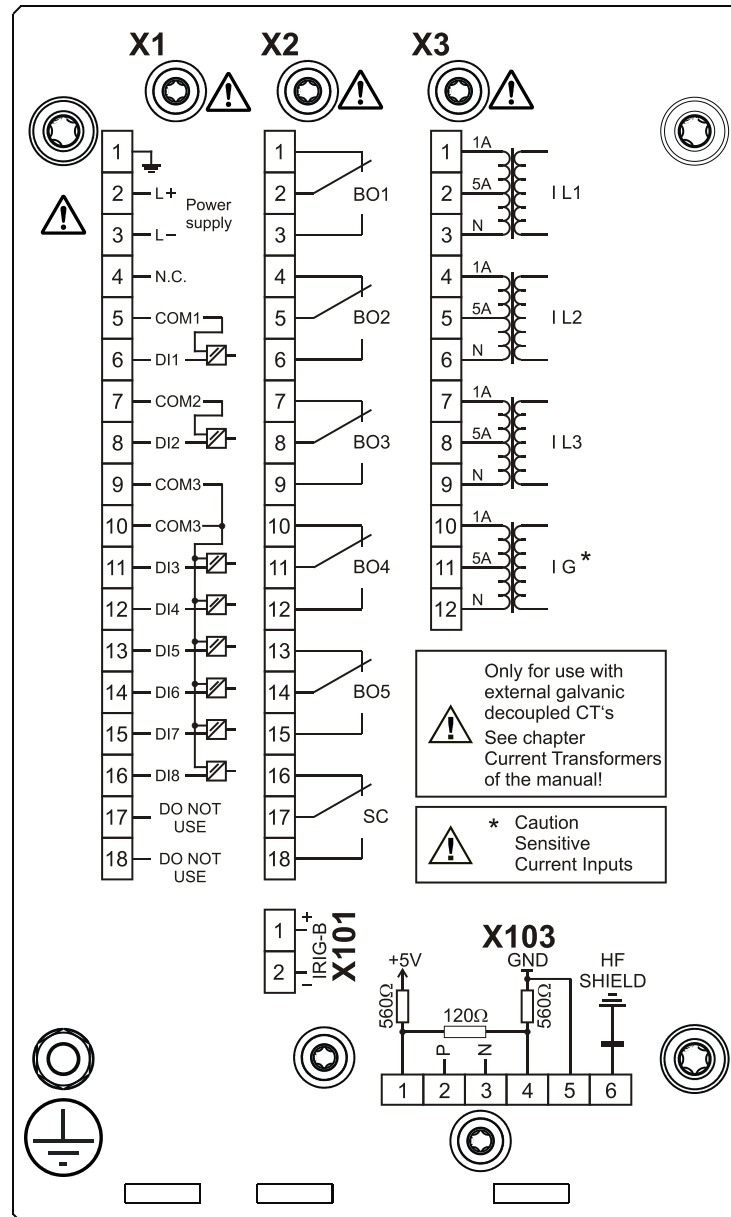 X1 X2 X3
1
2 L+
3 L−
Power
supply
4 N.C.
5 COM1
6 DI1
7 COM2
8 DI2
9 COM3
10 COM3
11 DI3
12 DI4
13 DI5
14 DI6
15 DI7
16 DI8
17 DO NOT
USE
18 DO NOT
USE
1
2 BO1
3
4
5 BO2
6
7
8 BO3
9
10
11 BO4
12
13
14 BO5
15
16
17 SC
18
1 1A
2 5A I L1
3 N
4 1A
5 5A I L2
6 N
7 1A
8 5A I L3
9 N
10 1A
11 5A I G*
12 N
Only for use with
external galvanic
decoupled CT‘s
See chapter
Current Transformers
of the manual!
* Caution
Sensitive
Current Inputs
1 +
2 −
IRIG-B
X101
X103
+5V GND HF
SHIELD
560Ω 120Ω 560Ω
P N
1 2 3 4 5 6